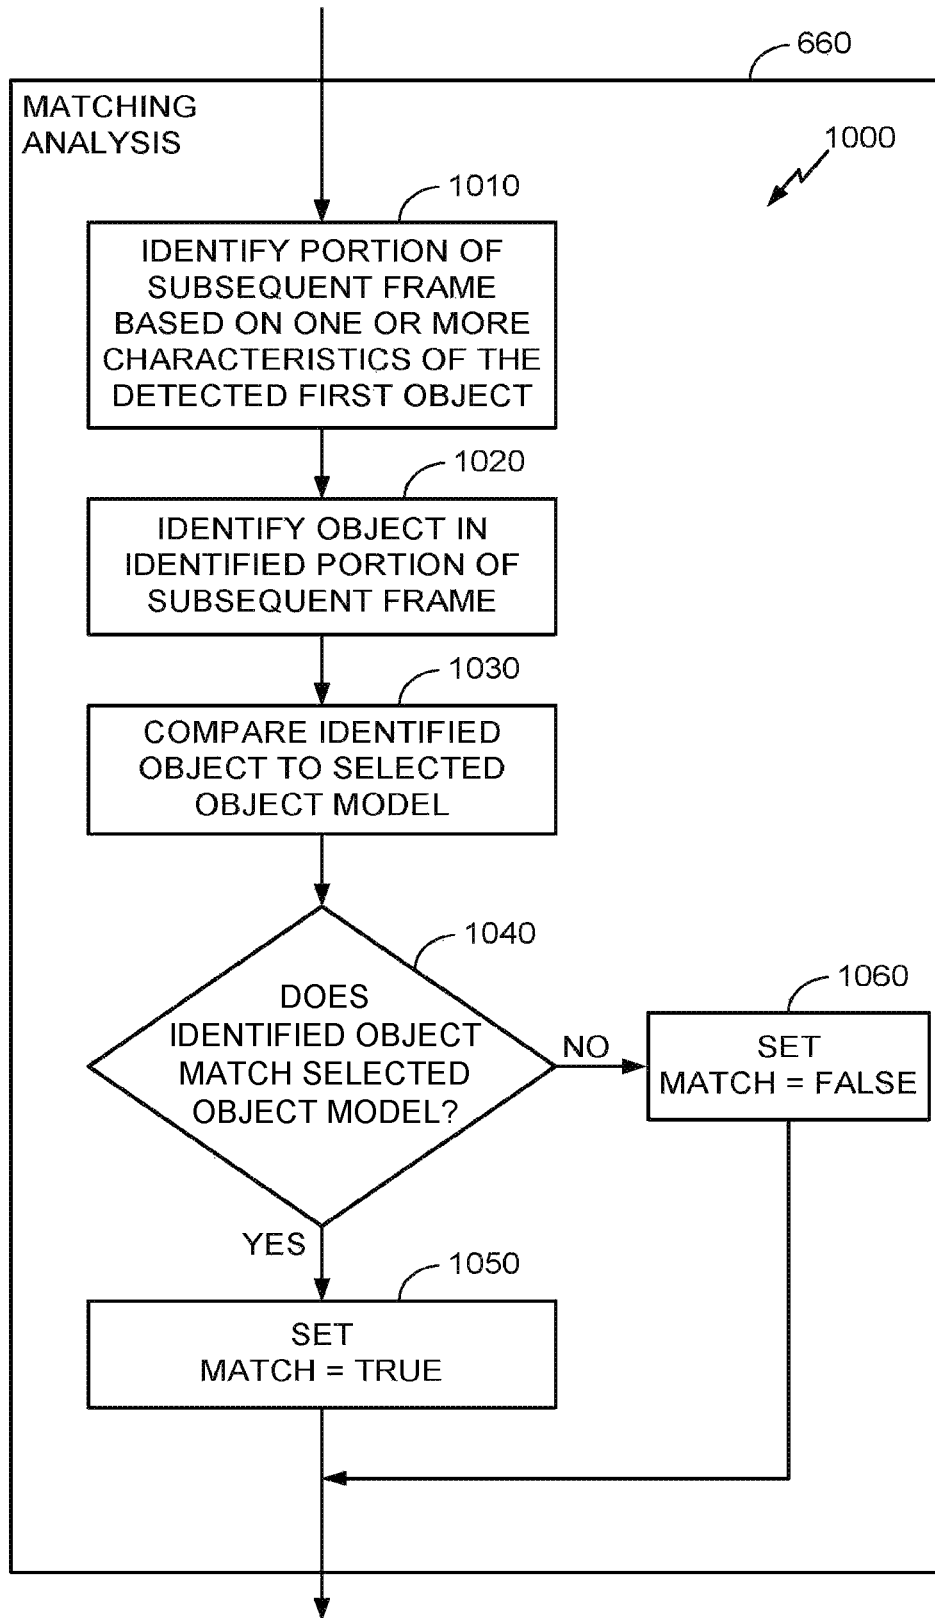 660
MATCHING
ANALYSIS
1000
1010
IDENTIFY PORTION OF
SUBSEQUENT FRAME
BASED ON ONE OR MORE
CHARACTERISTICS OF THE
DETECTED FIRST OBJECT
1020
IDENTIFY OBJECT IN
IDENTIFIED PORTION OF
SUBSEQUENT FRAME
1030
COMPARE IDENTIFIED
OBJECT TO SELECTED
OBJECT MODEL
1040
DOES
IDENTIFIED OBJECT
MATCH SELECTED
OBJECT MODEL?
NO
1060
SET
MATCH = FALSE
YES
1050
SET
MATCH = TRUE